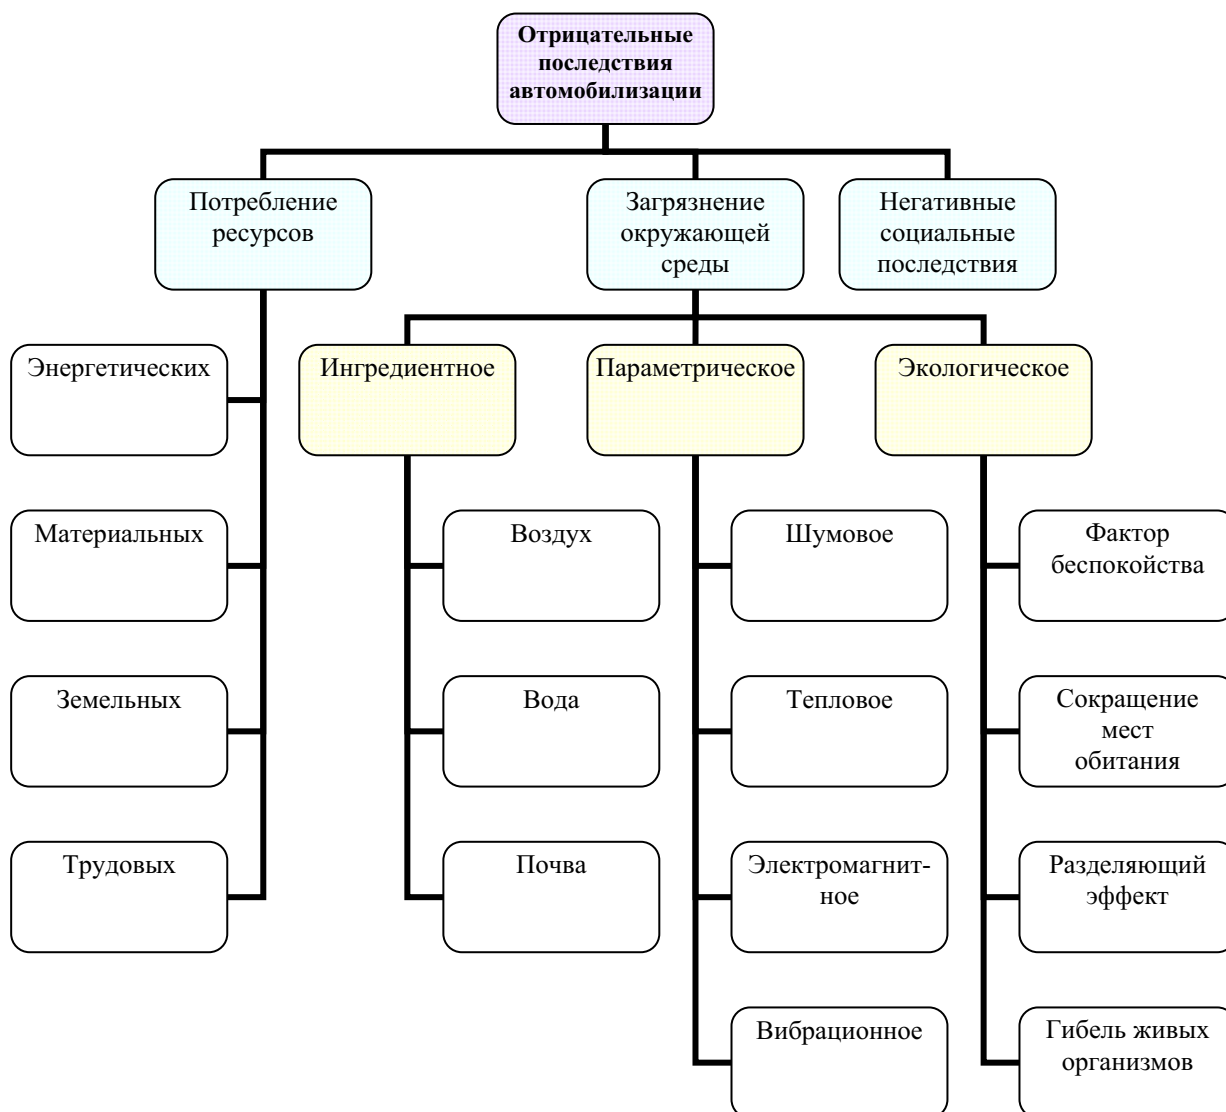 Отрицательные
последствия
автомобилизации
Потребление
ресурсов
Загрязнение
окружающей
среды
Негативные
социальные
последствия
Энергетических
Ингредиентное
Параметрическое
Экологическое
Материальных
Воздух
Шумовое
Фактор
беспокойства
Земельных
Вода
Тепловое
Сокращение
мест
обитания
Трудовых
Почва
Электромагнит-
ное
Разделяющий
эффект
Вибрационное
Гибель живых
организмов